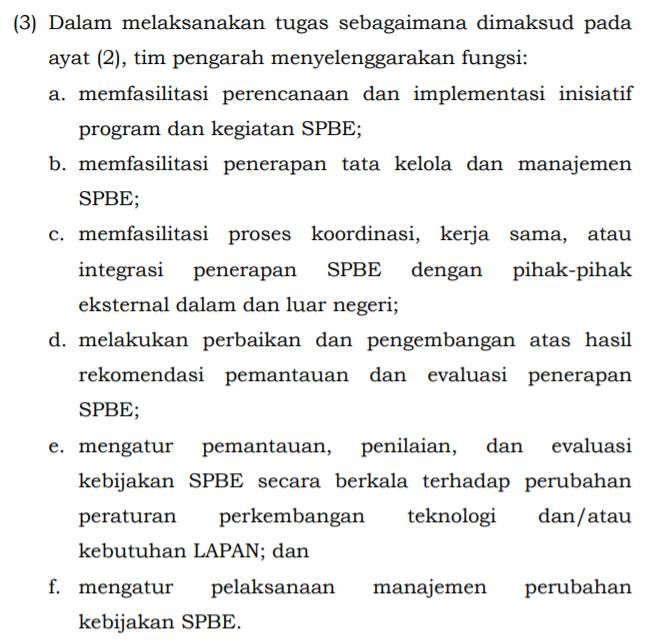 (3) Dalam melaksanakan tugas sebagaimana dimaksud pada
ayat (2), tim pengarah menyelenggarakan fungsi:
a. memfasilitasi perencanaan dan implementasi inisiatif
program dan kegiatan SPBE;
b. memfasilitasi penerapan tata kelola dan manajemen
SPBE;
c. memfasilitasi proses koordinasi, kerja sama, atau
integrasi penerapan SPBE dengan pihak-pihak
eksternal dalam dan luar negeri;
d. melakukan perbaikan dan pengembangan atas hasil
rekomendasi pemantauan dan evaluasi penerapan
SPBE;
e. mengatur pemantauan, penilaian, dan evaluasi
kebijakan SPBE secara berkala terhadap perubahan
peraturan perkembangan teknologi dan/atau
kebutuhan LAPAN; dan
f. mengatur pelaksanaan manajemen perubahan
kebijakan SPBE.